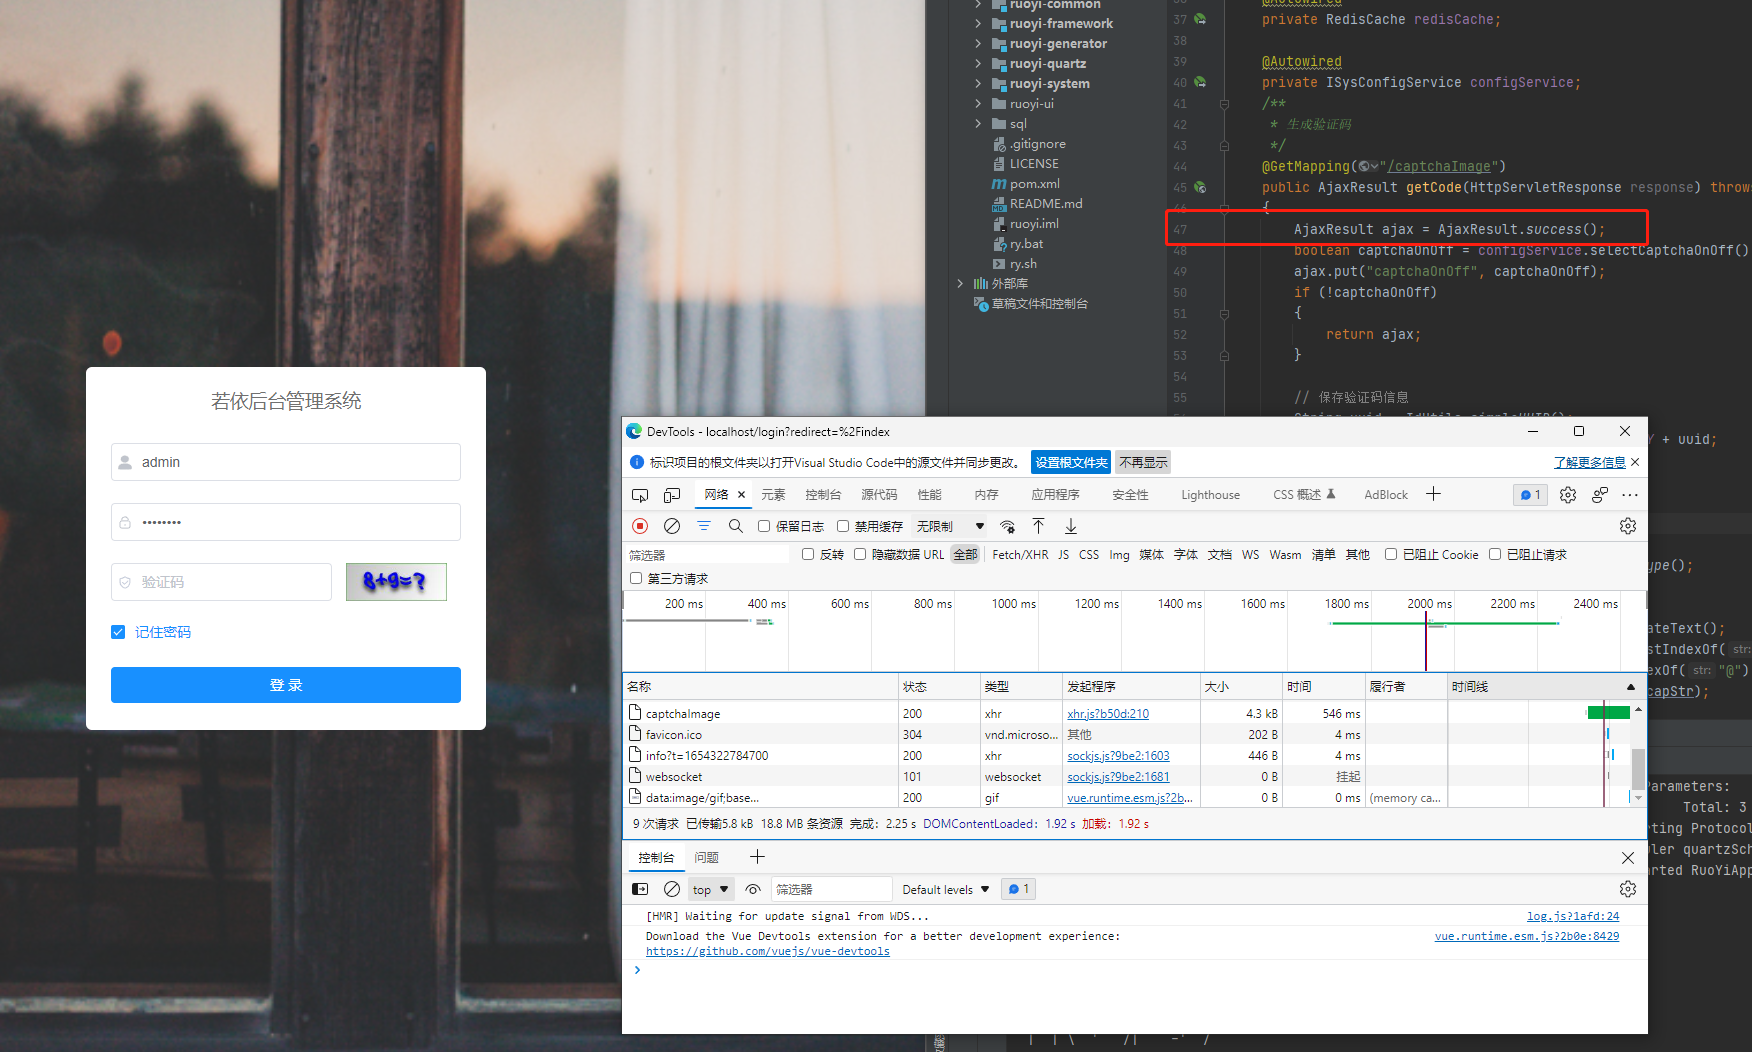 若依后台管理系统
admin
••••••••
验证码
8+9=?
记住密码
登 录
ruoyi-common
ruoyi-framework
ruoyi-generator
ruoyi-quartz
ruoyi-system
ruoyi-ui
sql
.gitignore
LICENSE
pom.xml
README.md
ruoyi.iml
ry.bat
ry.sh
外部库
草稿文件和控制台
@Autowired
37 private RedisCache redisCache;
38
39 @Autowired
40 private ISysConfigService configService;
41 /**
42 * 生成验证码
43 */
44 @GetMapping("/captchaImage")
45 public AjaxResult getCode(HttpServletResponse response) throws
46 {
47 AjaxResult ajax = AjaxResult.success();
48 boolean captchaOnOff = configService.selectCaptchaOnOff()
49 ajax.put("captchaOnOff", captchaOnOff);
50 if (!captchaOnOff)
51 {
52 return ajax;
53 }
54
55 // 保存验证码信息
String uuid = IdUtils.simpleUUID();
Y + uuid;
ype();
ateText();
stIndexOf( str:
exOf( str: "@")
capStr);
Parameters:
Total: 3
rting Protocol
ler quartzSch
arted RuoYiApp
DevTools - localhost/login?redirect=%2Findex
标识项目的根文件夹以打开Visual Studio Code中的源文件并同步更改。 设置根文件夹 不再显示 了解更多信息
网络 元素 控制台 源代码 性能 内存 应用程序 安全性 Lighthouse CSS 概述 AdBlock 1
保留日志 禁用缓存 无限制
筛选器 反转 隐藏数据 URL 全部 Fetch/XHR JS CSS Img 媒体 字体 文档 WS Wasm 清单 其他 已阻止 Cookie 已阻止请求
第三方请求
200 ms 400 ms 600 ms 800 ms 1000 ms 1200 ms 1400 ms 1600 ms 1800 ms 2000 ms 2200 ms 2400 ms
名称 状态 类型 发起程序 大小 时间 履行者 时间线
captchaImage 200 xhr xhr.js?b50d:210 4.3 kB 546 ms
favicon.ico 304 vnd.microso... 其他 202 B 4 ms
info?t=1654322784700 200 xhr sockjs.js?9be2:1603 446 B 4 ms
websocket 101 websocket sockjs.js?9be2:1681 0 B 挂起
data:image/gif;base... 200 gif vue.runtime.esm.js?2b... 0 B 0 ms (memory ca...
9 次请求 已传输5.8 kB 18.8 MB 条资源 完成: 2.25 s DOMContentLoaded: 1.92 s 加载: 1.92 s
控制台 问题
top 筛选器 Default levels 1
[HMR] Waiting for update signal from WDS... log.js?1afd:24
Download the Vue Devtools extension for a better development experience: vue.runtime.esm.js?2b0e:8429
https://github.com/vuejs/vue-devtools